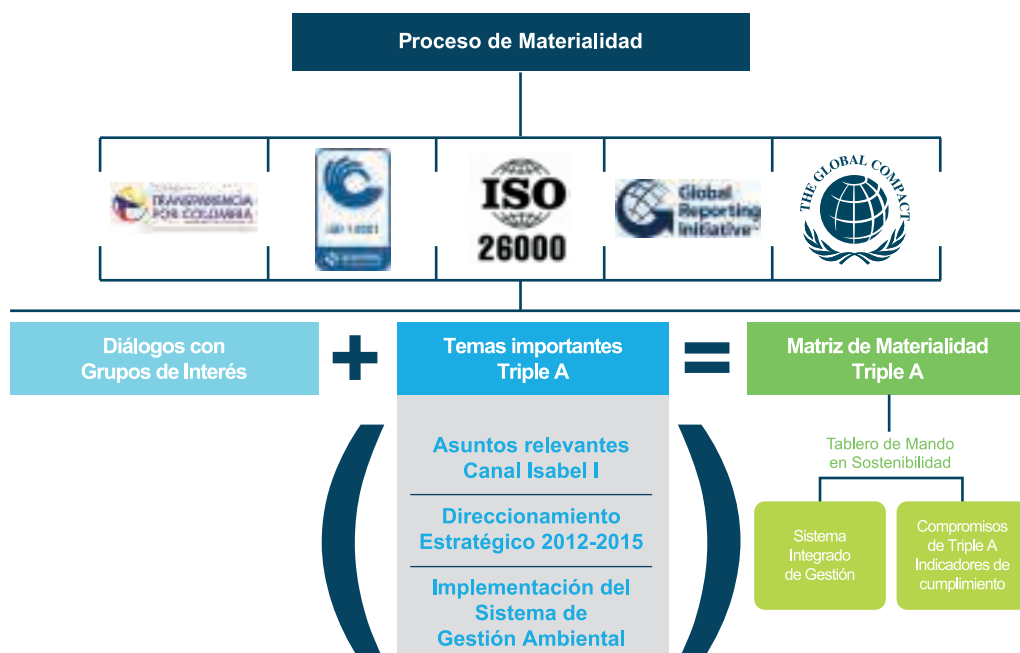 Proceso de Materialidad
TRANSPARENCIA
POR COLOMBIA
ISO
26000
Global
Reporting
Initiative
THE GLOBAL COMPACT
Diálogos con
Grupos de Interés
+
Temas importantes
Triple A
=
Matriz de Materialidad
Triple A
Asuntos relevantes
Canal Isabel I
Direccionamiento
Estratégico 2012-2015
Implementación del
Sistema de
Gestión Ambiental
Tablero de Mando
en Sostenibilidad
Sistema
Integrado
de Gestión
Compromisos
de Triple A
Indicadores de
cumplimiento